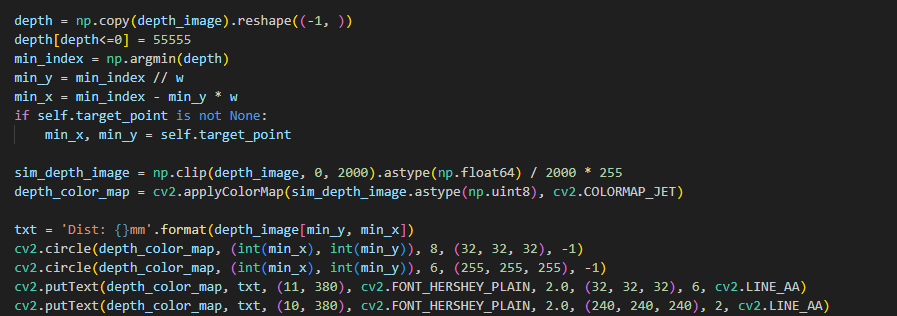 depth = np.copy(depth_image).reshape((-1, ))
depth[depth<=0] = 55555
min_index = np.argmin(depth)
min_y = min_index // w
min_x = min_index - min_y * w
if self.target_point is not None:
    min_x, min_y = self.target_point

sim_depth_image = np.clip(depth_image, 0, 2000).astype(np.float64) / 2000 * 255
depth_color_map = cv2.applyColorMap(sim_depth_image.astype(np.uint8), cv2.COLORMAP_JET)

txt = 'Dist: {}mm'.format(depth_image[min_y, min_x])
cv2.circle(depth_color_map, (int(min_x), int(min_y)), 8, (32, 32, 32), -1)
cv2.circle(depth_color_map, (int(min_x), int(min_y)), 6, (255, 255, 255), -1)
cv2.putText(depth_color_map, txt, (11, 380), cv2.FONT_HERSHEY_PLAIN, 2.0, (32, 32, 32), 6, cv2.LINE_AA)
cv2.putText(depth_color_map, txt, (10, 380), cv2.FONT_HERSHEY_PLAIN, 2.0, (240, 240, 240), 2, cv2.LINE_AA)